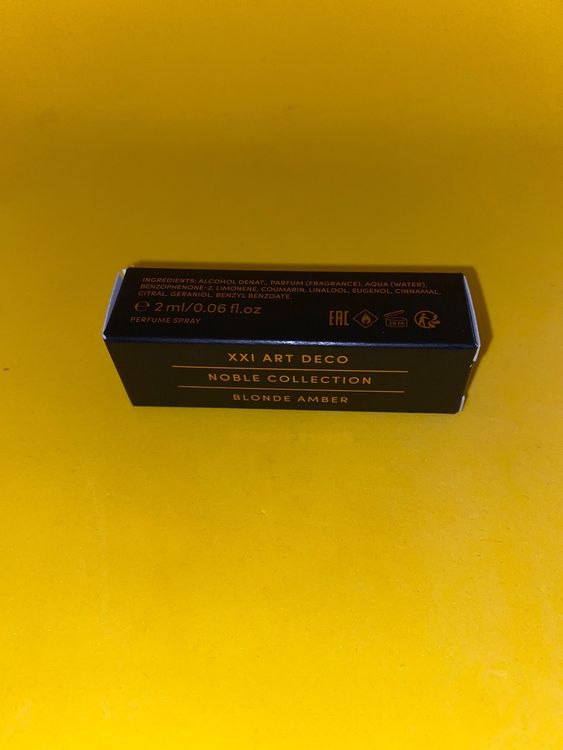 INGREDIENTS: ALCOHOL DENAT., PARFUM (FRAGRANCE), AQUA (WATER),
BENZOPHENONE-2, LIMONENE, COUMARIN, LINALOOL, EUGENOL, CINNAMAL,
CITRAL, GERANIOL, BENZYL BENZOATE.
℮ 2 ml/0.06 fl.oz
PERFUME SPRAY
EAC
XXI ART DECO
NOBLE COLLECTION
BLONDE AMBER